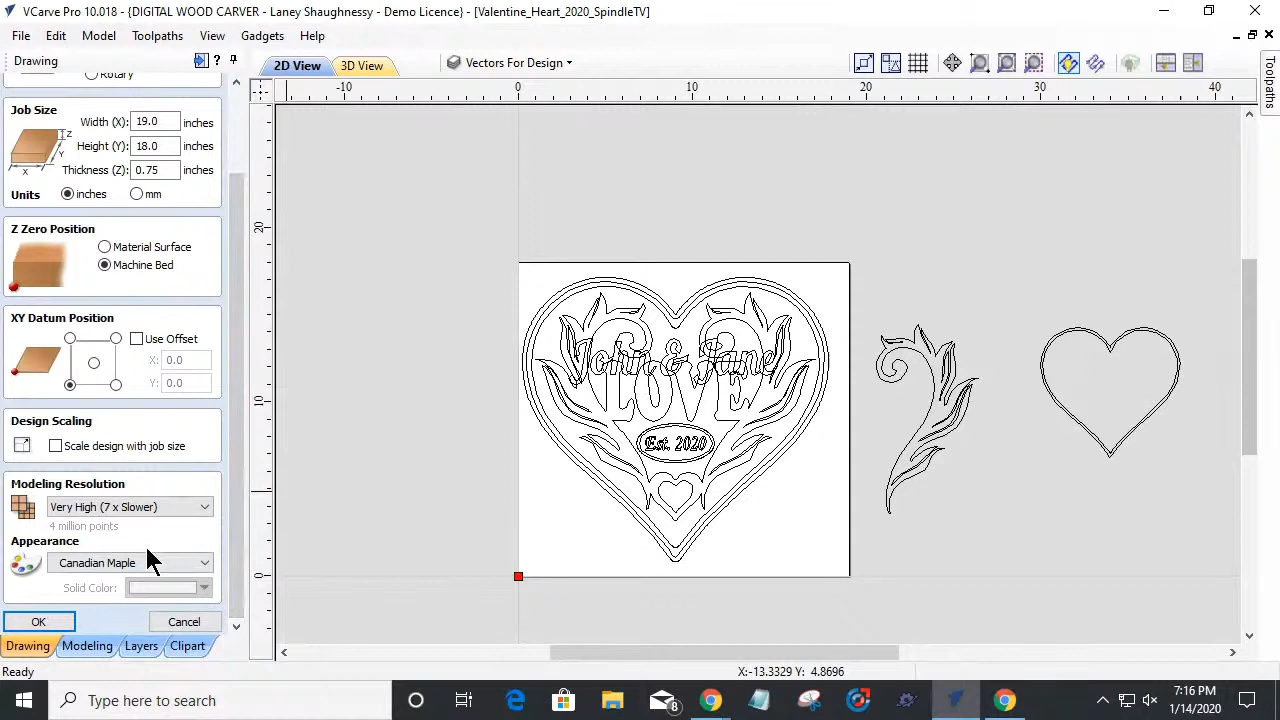 VCarve Pro 10.018 - {DIGITAL WOOD CARVER - Laney Shaughnessy - Demo Licence} - [Valentine_Heart_2020_SpindleTV]
File Edit Model Toolpaths View Gadgets Help
Drawing
2D View
3D View
Vectors For Design
Rotary
-10 0 10 20 30 40
Job Size
Width (X): 19.0 inches
Height (Y): 18.0 inches
Thickness (Z): 0.75 inches
Z
Y
X
Units inches mm
Z Zero Position
Material Surface
Machine Bed
XY Datum Position
Use Offset
X: 0.0
Y: 0.0
Design Scaling
Scale design with job size
Modeling Resolution
Very High (7 x Slower)
4 million points
Appearance
Canadian Maple
Solid Color:
OK Cancel
Drawing Modeling Layers Clipart
20
10
0
John & Jane
LOVE
Est. 2020
Toolpaths
Ready
X:-13.3329 Y: 4.8696
Type here to search
8
7:16 PM
1/14/2020